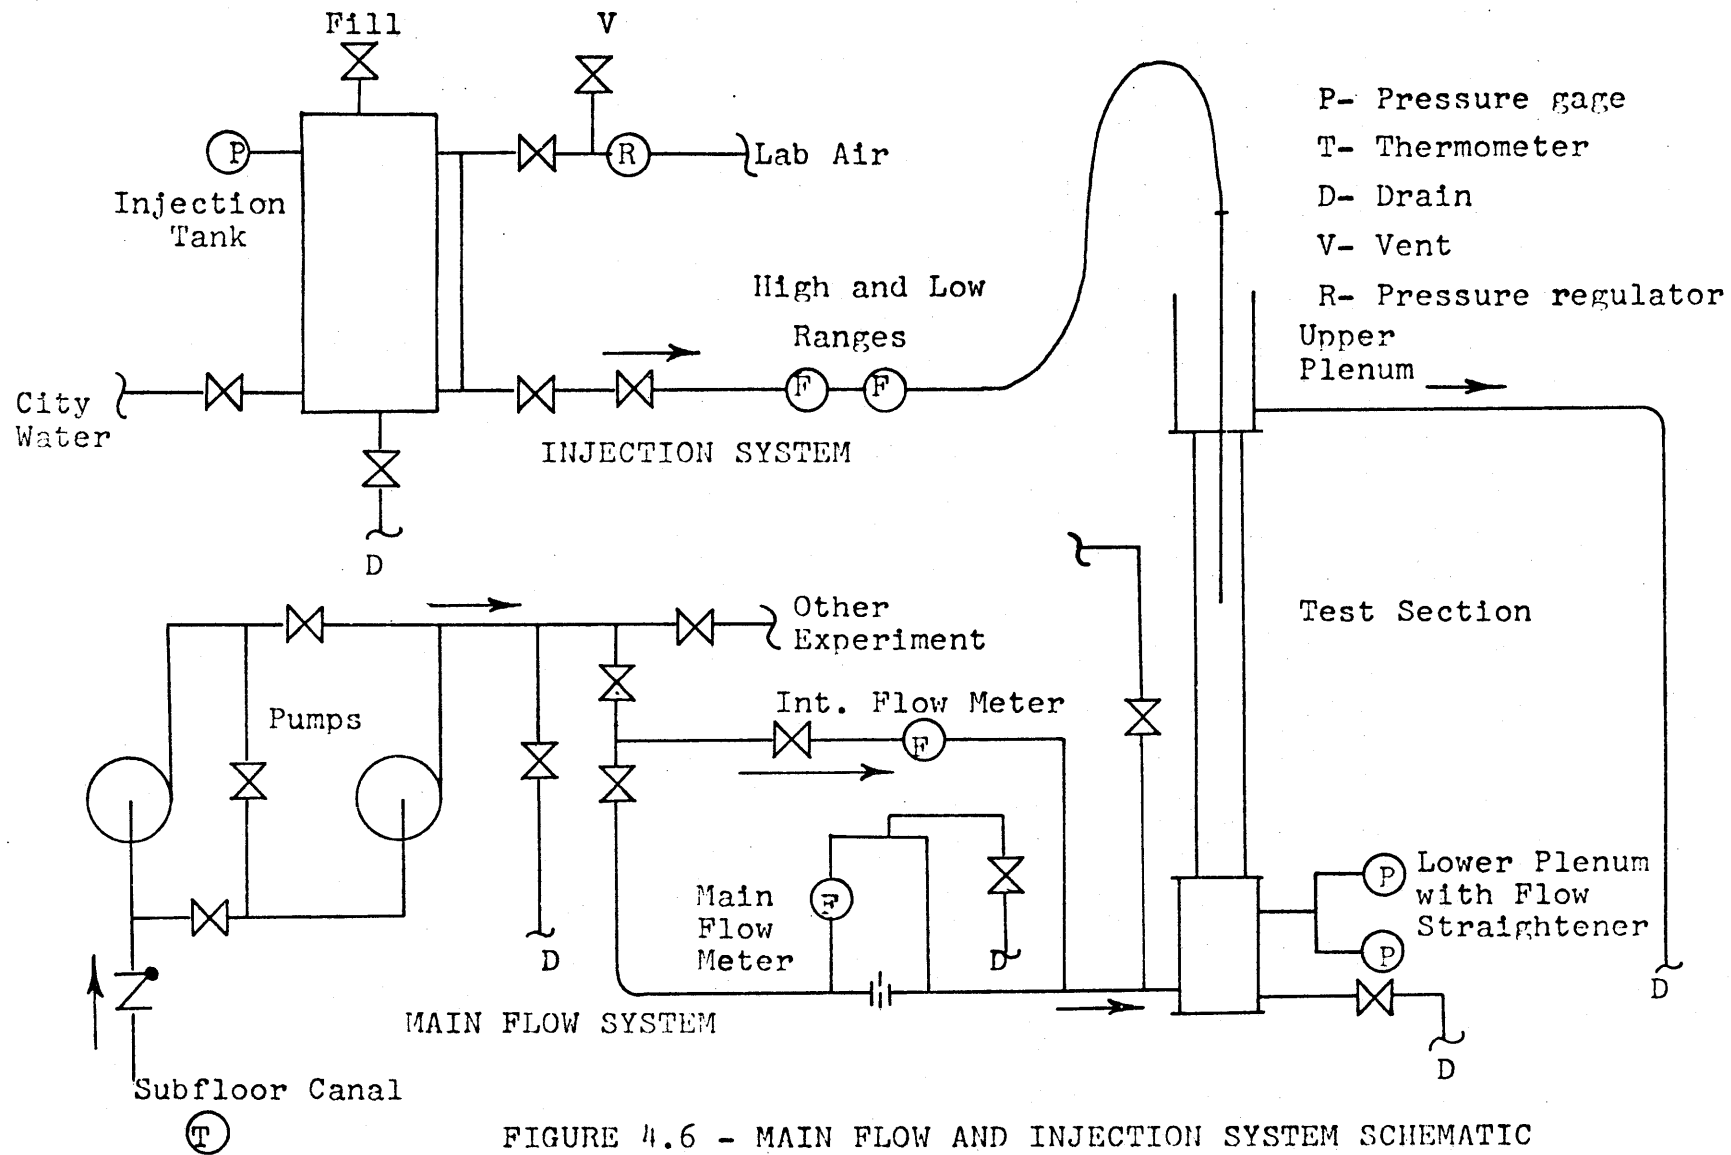 Fill
V
P
R
Lab Air
Injection
Tank
P- Pressure gage
T- Thermometer
D- Drain
V- Vent
R- Pressure regulator
High and Low
Ranges
F
F
City
Water
INJECTION SYSTEM
D
Upper
Plenum
Other
Experiment
Test Section
Pumps
Int. Flow Meter
F
Main
Flow
Meter
F
D
D
P
P
Lower Plenum
with Flow
Straightener
D
D
MAIN FLOW SYSTEM
Subfloor Canal
T
FIGURE 4.6 - MAIN FLOW AND INJECTION SYSTEM SCHEMATIC